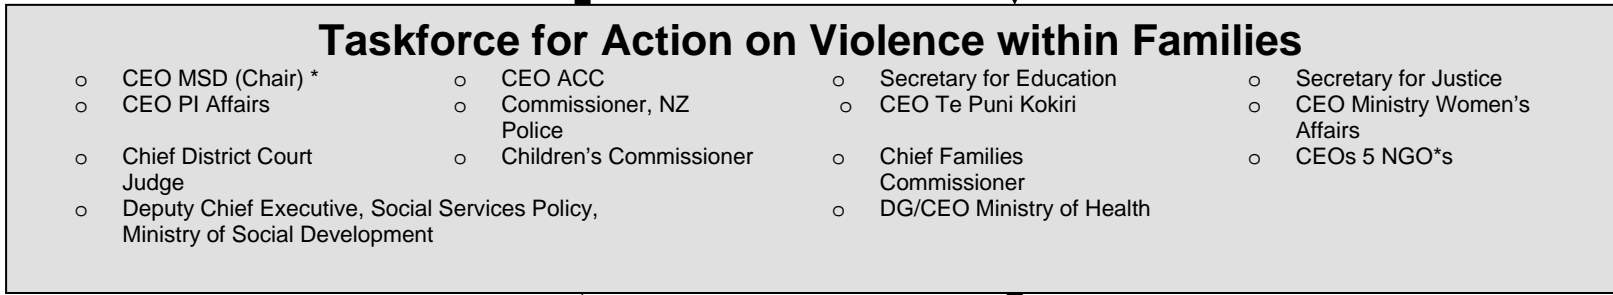 Taskforce for Action on Violence within Families
o CEO MSD (Chair) * o CEO ACC o Secretary for Education o Secretary for Justice
o CEO PI Affairs o Commissioner, NZ o CEO Te Puni Kokiri o CEO Ministry Women's
Police Affairs
o Chief District Court o Children's Commissioner o Chief Families o CEOs 5 NGO*s
Judge Commissioner
o Deputy Chief Executive, Social Services Policy, o DG/CEO Ministry of Health
Ministry of Social Development